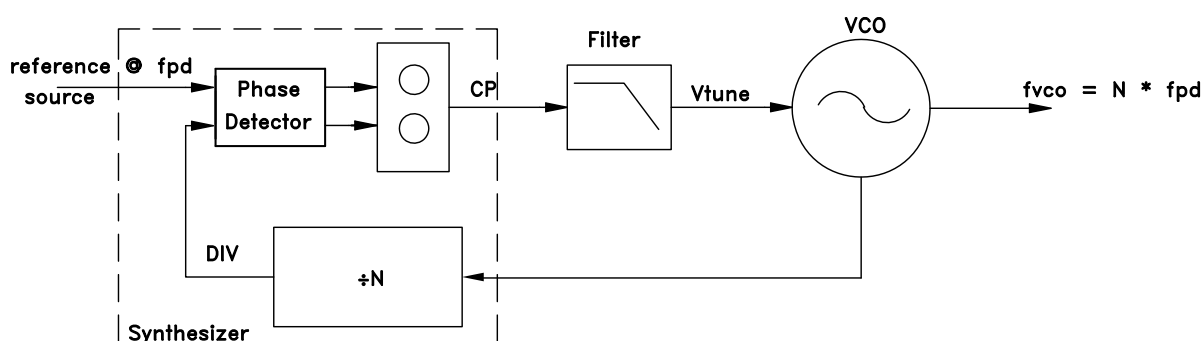 reference @ fpd
source
Phase
Detector
CP
Filter
Vtune
VCO
fvco = N * fpd
DIV
÷N
Synthesizer